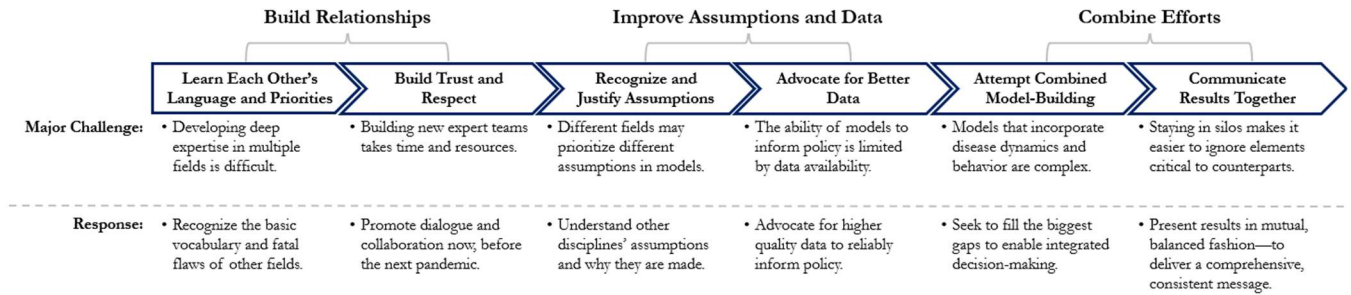 Build Relationships
Improve Assumptions and Data
Combine Efforts
Learn Each Other's
Language and Priorities
Build Trust and
Respect
Recognize and
Justify Assumptions
Advocate for Better
Data
Attempt Combined
Model-Building
Communicate
Results Together
Major Challenge:
• Developing deep
expertise in multiple
fields is difficult.
• Building new expert teams
takes time and resources.
• Different fields may
prioritize different
assumptions in models.
• The ability of models to
inform policy is limited
by data availability.
• Models that incorporate
disease dynamics and
behavior are complex.
• Staying in silos makes it
easier to ignore elements
critical to counterparts.
Response:
• Recognize the basic
vocabulary and fatal
flaws of other fields.
• Promote dialogue and
collaboration now, before
the next pandemic.
• Understand other
disciplines' assumptions
and why they are made.
• Advocate for higher
quality data to reliably
inform policy.
• Seek to fill the biggest
gaps to enable integrated
decision-making.
• Present results in mutual,
balanced fashion—to
deliver a comprehensive,
consistent message.